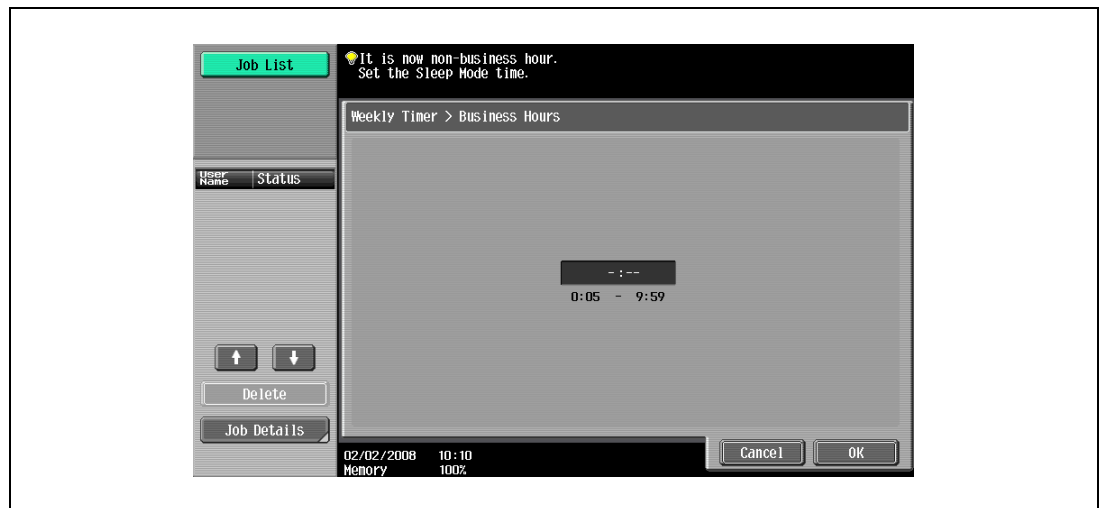 Job List
It is now non-business hour.
Set the Sleep Mode time.
Weekly Timer > Business Hours
User Name Status
-:--
0:05 - 9:59
Delete
Job Details
02/02/2008 10:10
Memory 100%
Cancel OK